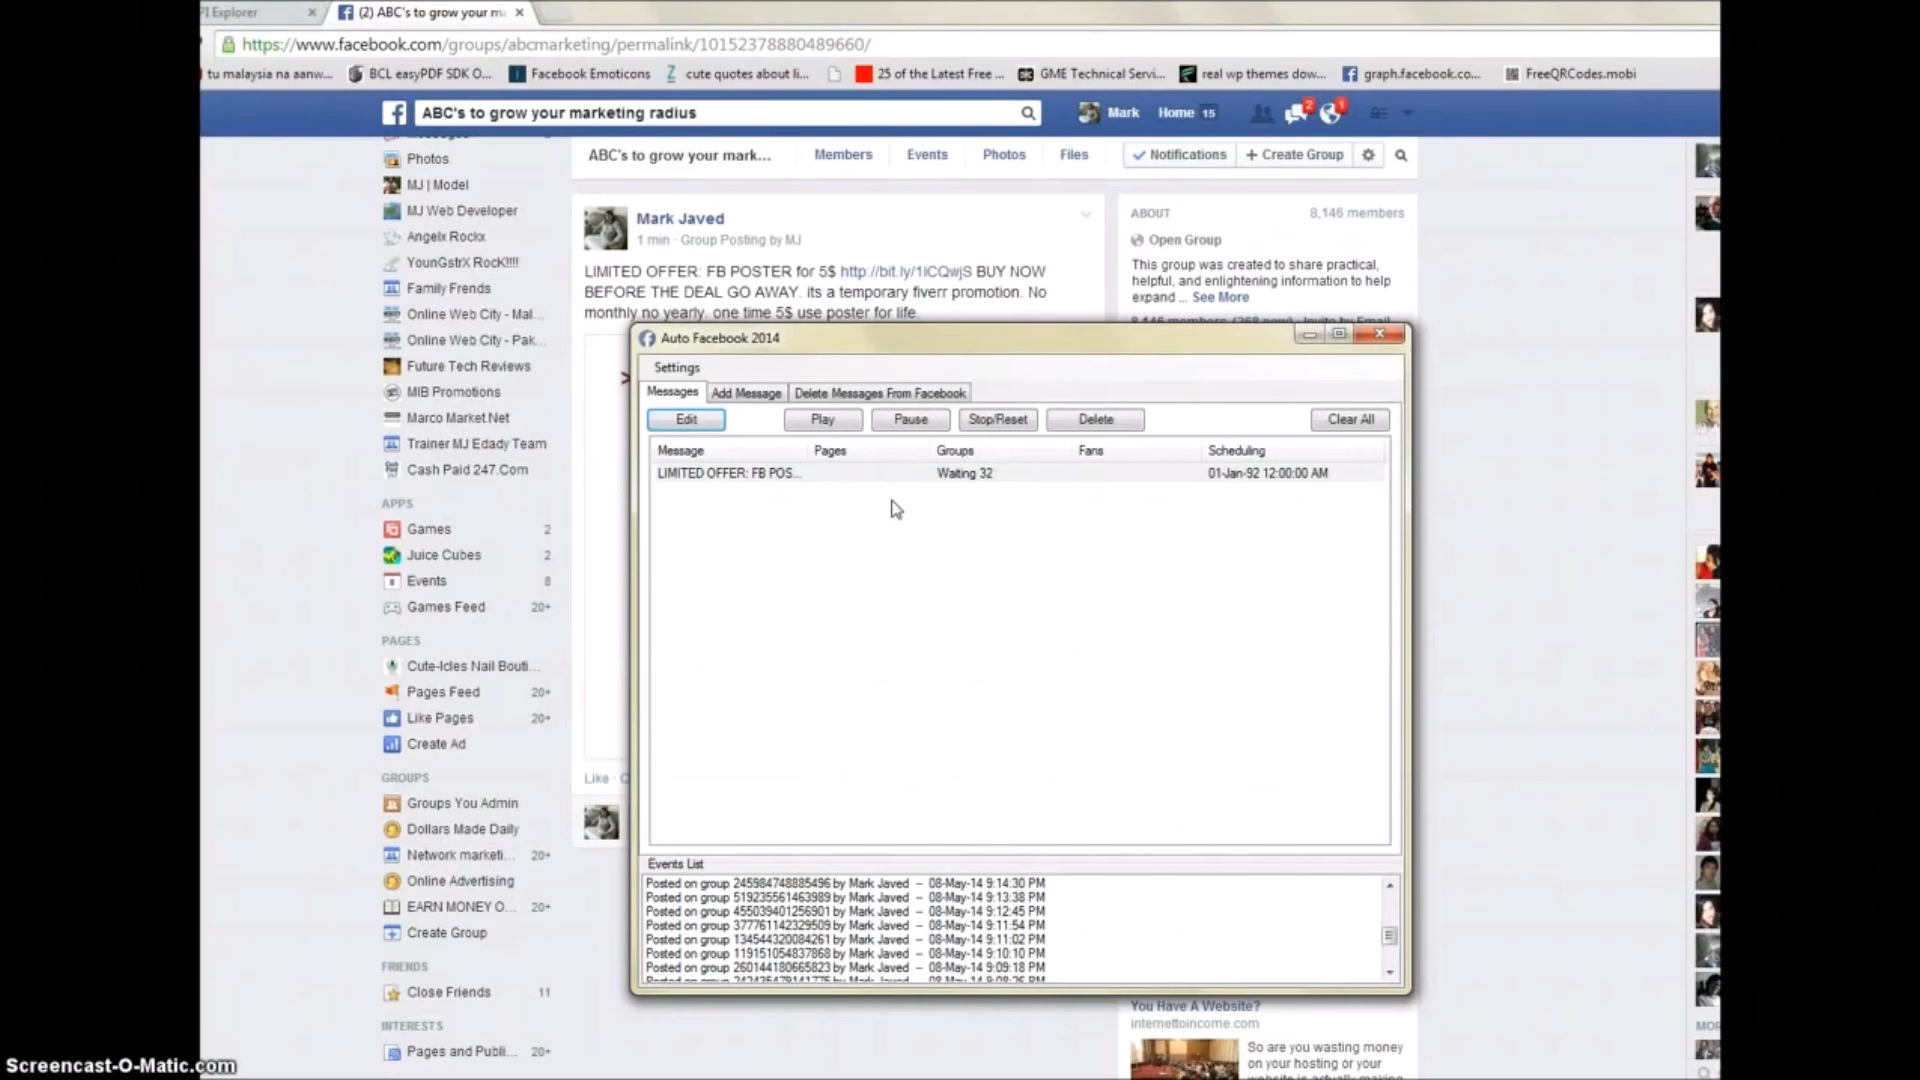 PI Explorer
(2) ABC's to grow your m
https://www.facebook.com/groups/abcmarketing/permalink/10152378880489660/
tu malaysia na aanw...
BCL easyPDF SDK O...
Facebook Emoticons
cute quotes about li...
25 of the Latest Free ...
GME Technical Servi...
real wp themes dow...
graph.facebook.co...
FreeQRCodes.mobi
ABC's to grow your marketing radius
Mark
Home 15
2
1
ABC's to grow your mark...
Members
Events
Photos
Files
Notifications
+ Create Group
Photos
MJ | Model
MJ Web Developer
Angelx Rockx
YounGstrX RocK!!!!
Family Frends
Online Web City - Mal...
Online Web City - Pak...
Future Tech Reviews
MIB Promotions
Marco Market.Net
Trainer MJ Edady Team
Cash Paid 247.Com
APPS
Games 2
Juice Cubes 2
Events 8
Games Feed 20+
PAGES
Cute-Icles Nail Bouti...
Pages Feed 20+
Like Pages 20+
Create Ad
GROUPS
Groups You Admin
Dollars Made Daily
Network marketi... 20+
Online Advertising
EARN MONEY O... 20+
Create Group
FRIENDS
Close Friends 11
INTERESTS
Pages and Publi... 20+
Mark Javed
1 min · Group Posting by MJ
LIMITED OFFER: FB POSTER for 5$ http://bit.ly/1iCQwjS BUY NOW
BEFORE THE DEAL GO AWAY. its a temporary fiverr promotion. No
monthly no yearly. one time 5$ use poster for life.
Like · C
ABOUT
8,146 members
Open Group
This group was created to share practical,
helpful, and enlightening information to help
expand ... See More
Auto Facebook 2014
Settings
Messages
Add Message
Delete Messages From Facebook
Edit
Play
Pause
Stop/Reset
Delete
Clear All
Message Pages Groups Fans Scheduling
LIMITED OFFER: FB POS... Waiting 32 01-Jan-92 12:00:00 AM
Events List
Posted on group 245984748885496 by Mark Javed -- 08-May-14 9:14:30 PM
Posted on group 519235561463989 by Mark Javed -- 08-May-14 9:13:38 PM
Posted on group 455039401256901 by Mark Javed -- 08-May-14 9:12:45 PM
Posted on group 377761142329509 by Mark Javed -- 08-May-14 9:11:54 PM
Posted on group 134544320084261 by Mark Javed -- 08-May-14 9:11:02 PM
Posted on group 119151054837868 by Mark Javed -- 08-May-14 9:10:10 PM
Posted on group 260144180665823 by Mark Javed -- 08-May-14 9:09:18 PM
You Have A Website?
internettoincome.com
So are you wasting money
on your hosting or your
Screencast-O-Matic.com